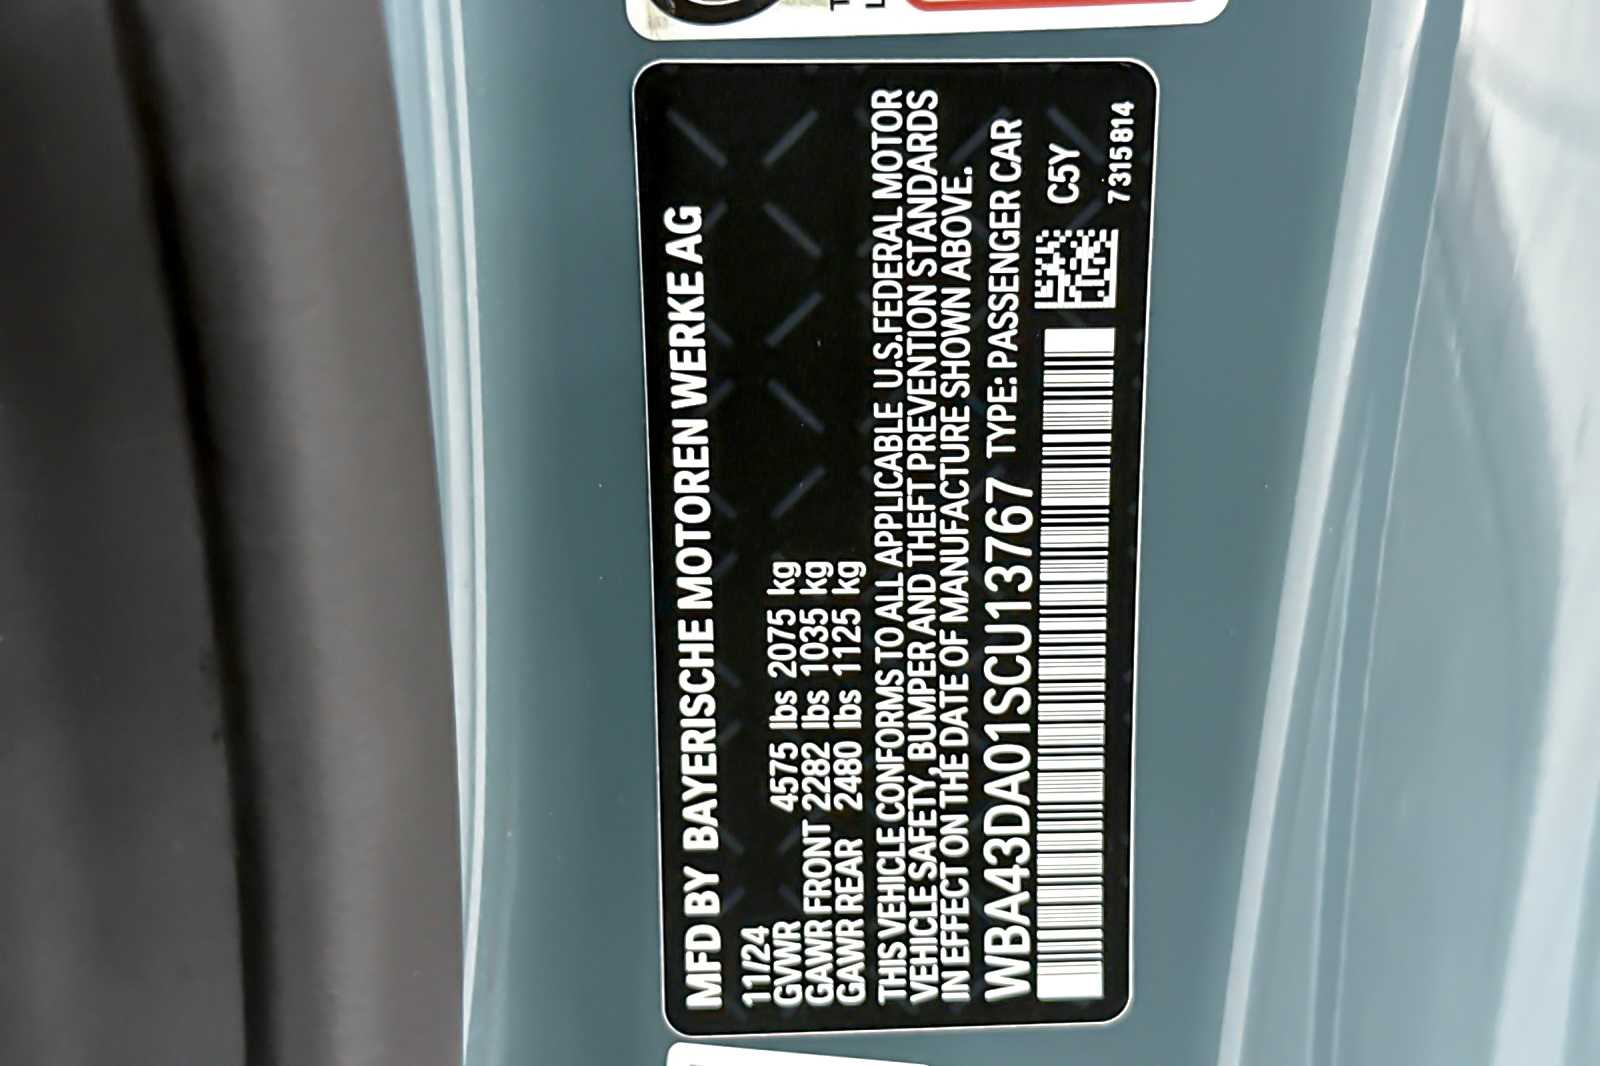 MFD BY BAYERISCHE MOTOREN WERKE AG
11/24
GVWR 4575 lbs 2075 kg
GAWR FRONT 2282 lbs 1035 kg
GAWR REAR 2480 lbs 1125 kg
THIS VEHICLE CONFORMS TO ALL APPLICABLE U.S.FEDERAL MOTOR
VEHICLE SAFETY, BUMPER AND THEFT PREVENTION STANDARDS
IN EFFECT ON THE DATE OF MANUFACTURE SHOWN ABOVE.
WBA43DA01SCU13767 TYPE: PASSENGER CAR
C5Y
7315814